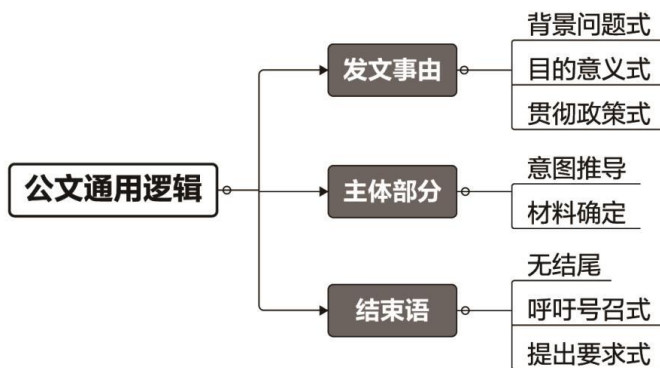 公文通用逻辑
发文事由
背景问题式
目的意义式
贯彻政策式
主体部分
意图推导
材料确定
结束语
无结尾
呼吁号召式
提出要求式